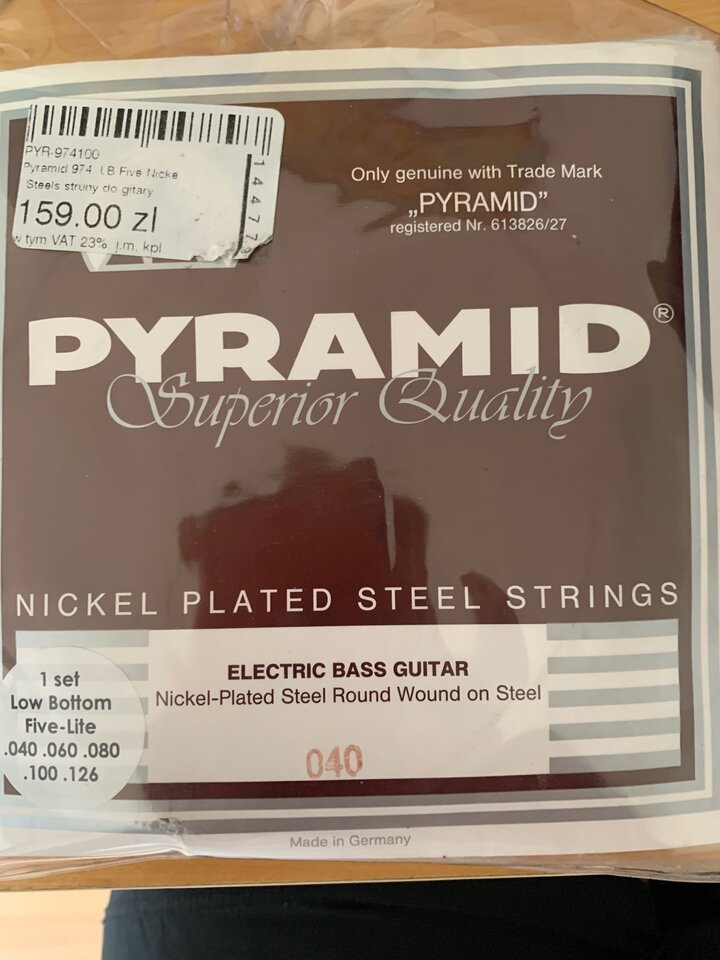 PYR-974100
Pyramid 974 LB Five Nicke
Steels struny do gitary
159.00 zl
w tym VAT 23% j.m. kpl.
144779
Only genuine with Trade Mark
„PYRAMID”
registered Nr. 613826/27
PYRAMID®
Superior Quality
NICKEL PLATED STEEL STRINGS
1 set
Low Bottom
Five-Lite
.040 .060 .080
.100 .126
ELECTRIC BASS GUITAR
Nickel-Plated Steel Round Wound on Steel
040
Made in Germany